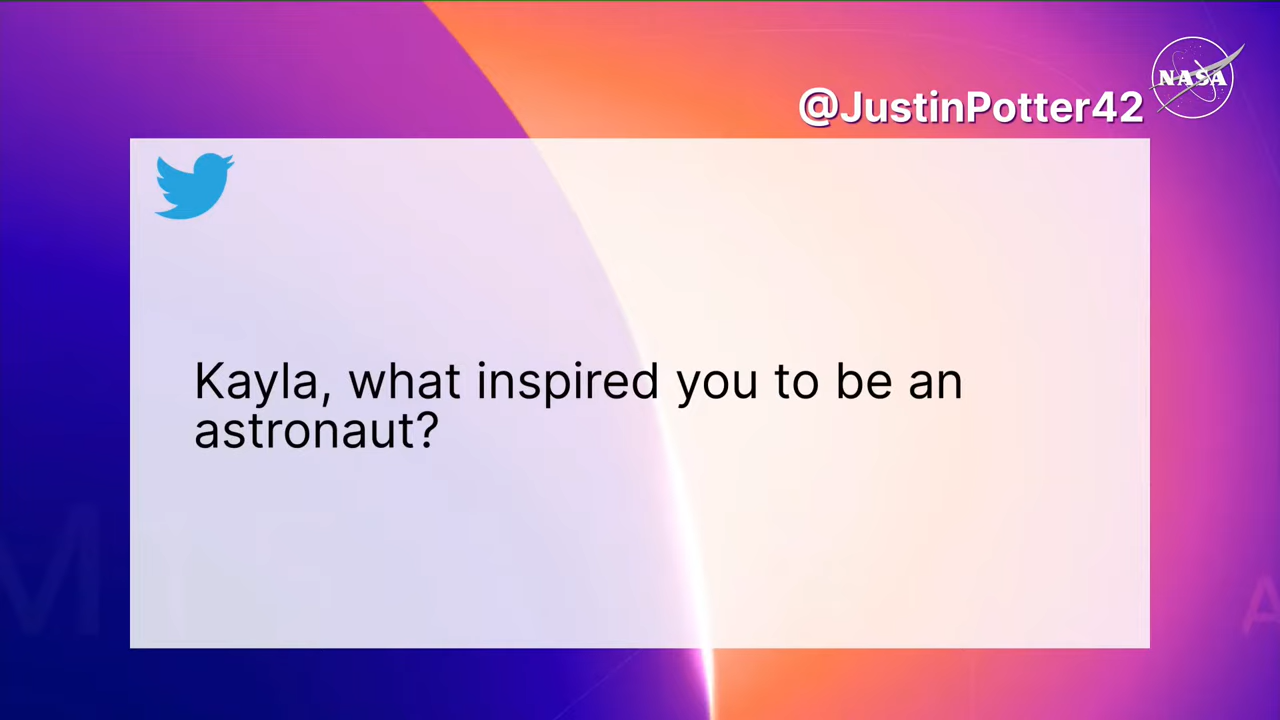 @JustinPotter42
NASA
Kayla, what inspired you to be an
astronaut?
M
A